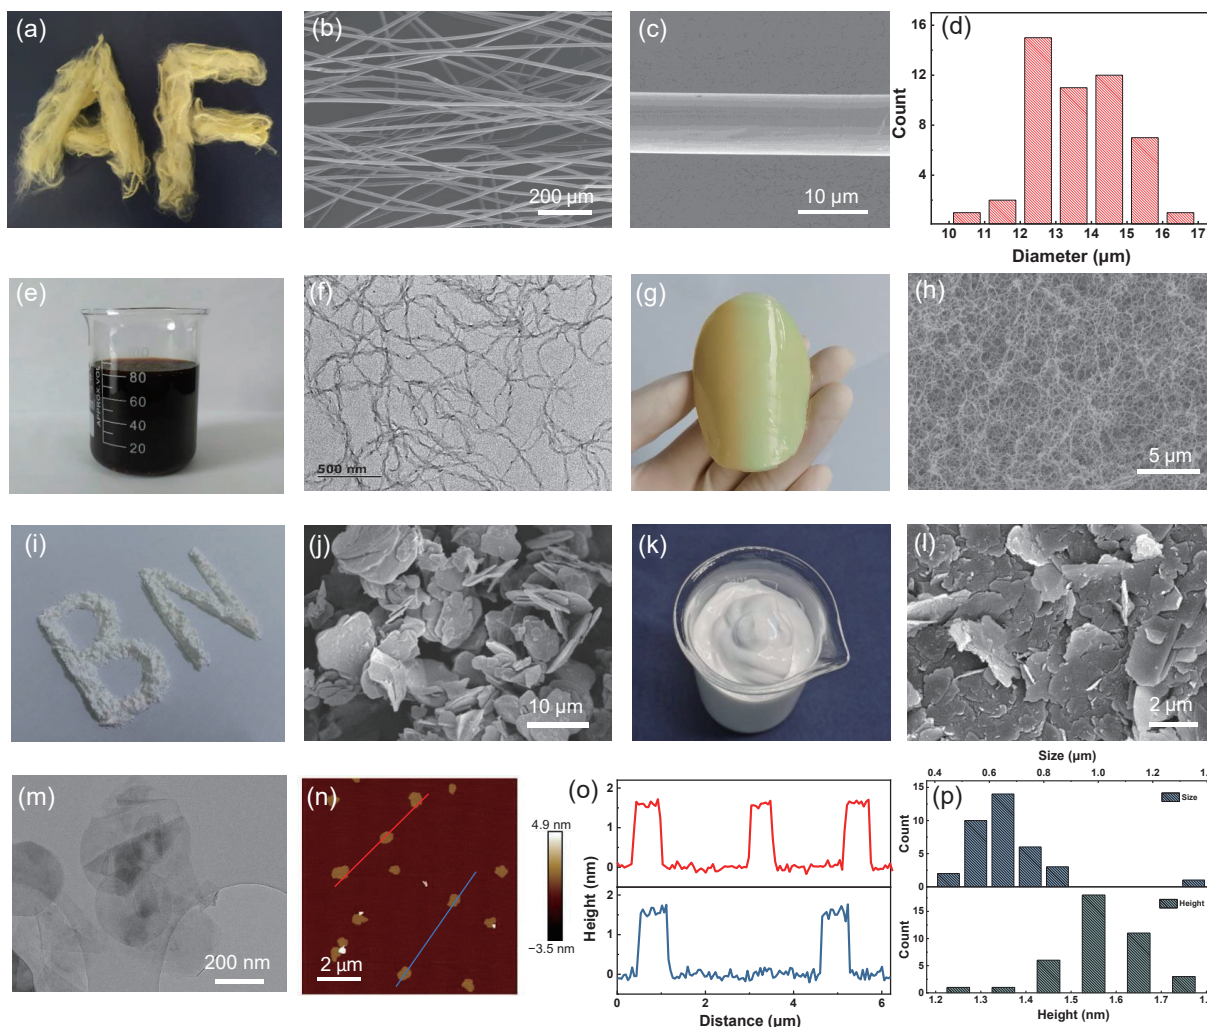 (a)
AF
(b)
200 µm
(c)
10 µm
(d)
16
12
8
4
Count
10 11 12 13 14 15 16 17
Diameter (µm)
(e)
80
60
40
20
APPROX.VOL
(f)
500 nm
(g)
(h)
5 µm
(i)
BN
(j)
10 µm
(k)
(l)
2 µm
(m)
200 nm
(n)
2 µm
4.9 nm
−3.5 nm
(o)
2
1
0
2
1
0
Height (nm)
0 2 4 6
Distance (µm)
(p)
Size (µm)
0.4 0.6 0.8 1.0 1.2
15
10
5
0
Count
Size
15
10
5
0
Count
Height
1.2 1.3 1.4 1.5 1.6 1.7
Height (nm)